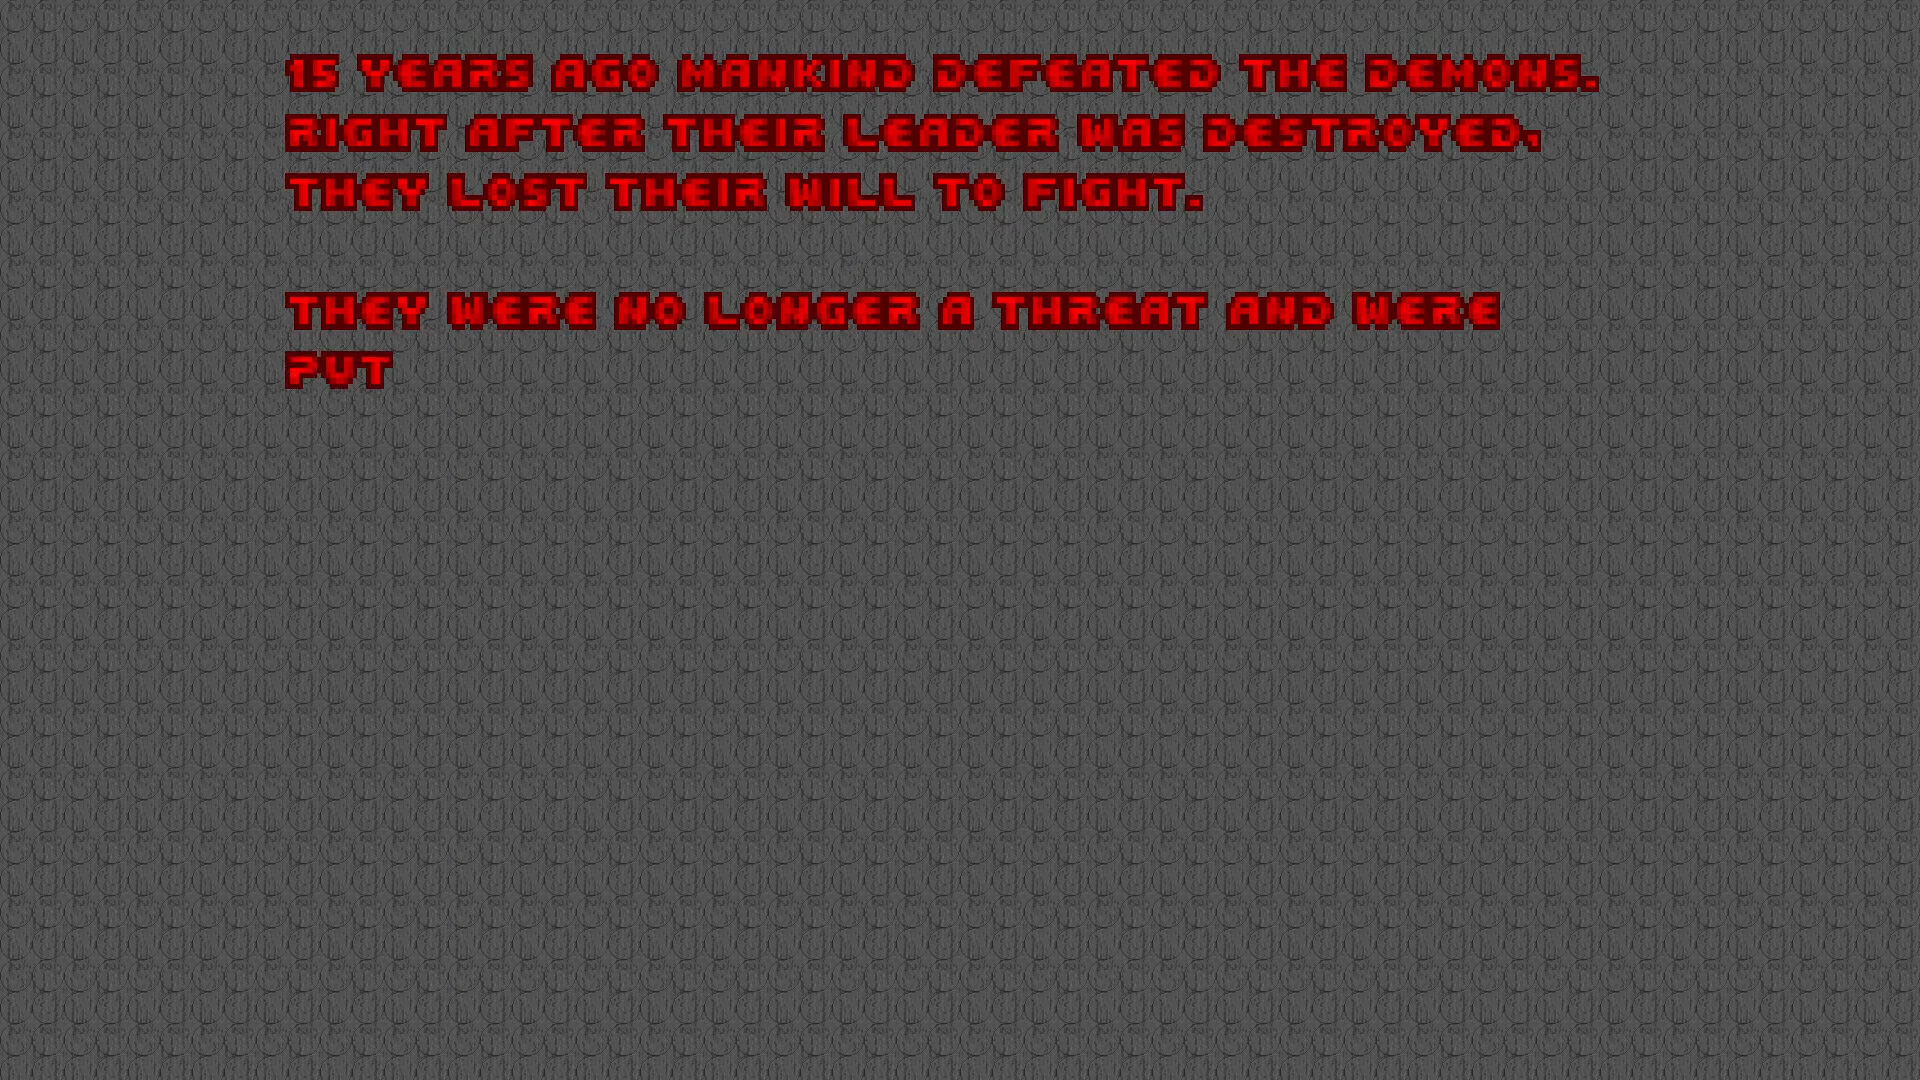 15 YEARS AGO MANKIND DEFEATED THE DEMONS.
RIGHT AFTER THEIR LEADER WAS DESTROYED,
THEY LOST THEIR WILL TO FIGHT.
THEY WERE NO LONGER A THREAT AND WERE
PUT